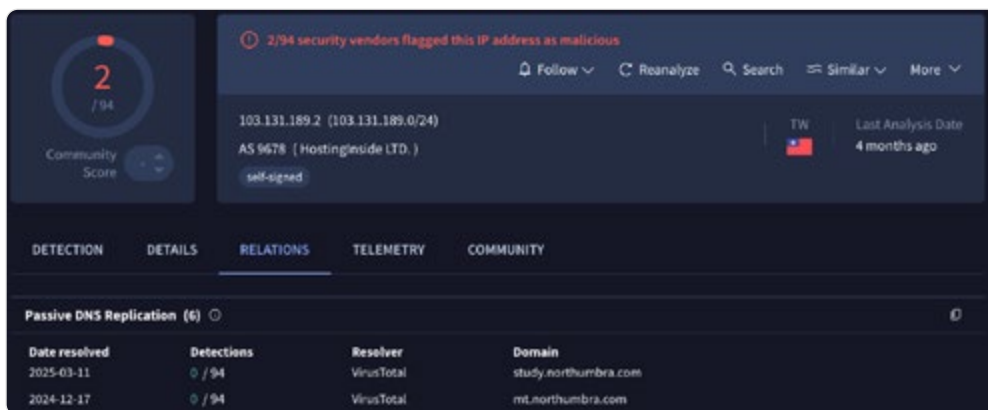 2
/ 94
Community
Score
2/94 security vendors flagged this IP address as malicious
Follow Reanalyze Search Similar More
103.131.189.2 (103.131.189.0/24)
AS 9678 ( HostingInside LTD. )
self-signed
TW
Last Analysis Date
4 months ago
DETECTION DETAILS RELATIONS TELEMETRY COMMUNITY
Passive DNS Replication (6)
Date resolved Detections Resolver Domain
2025-03-11 0 / 94 VirusTotal study.northumbra.com
2024-12-17 0 / 94 VirusTotal mt.northumbra.com